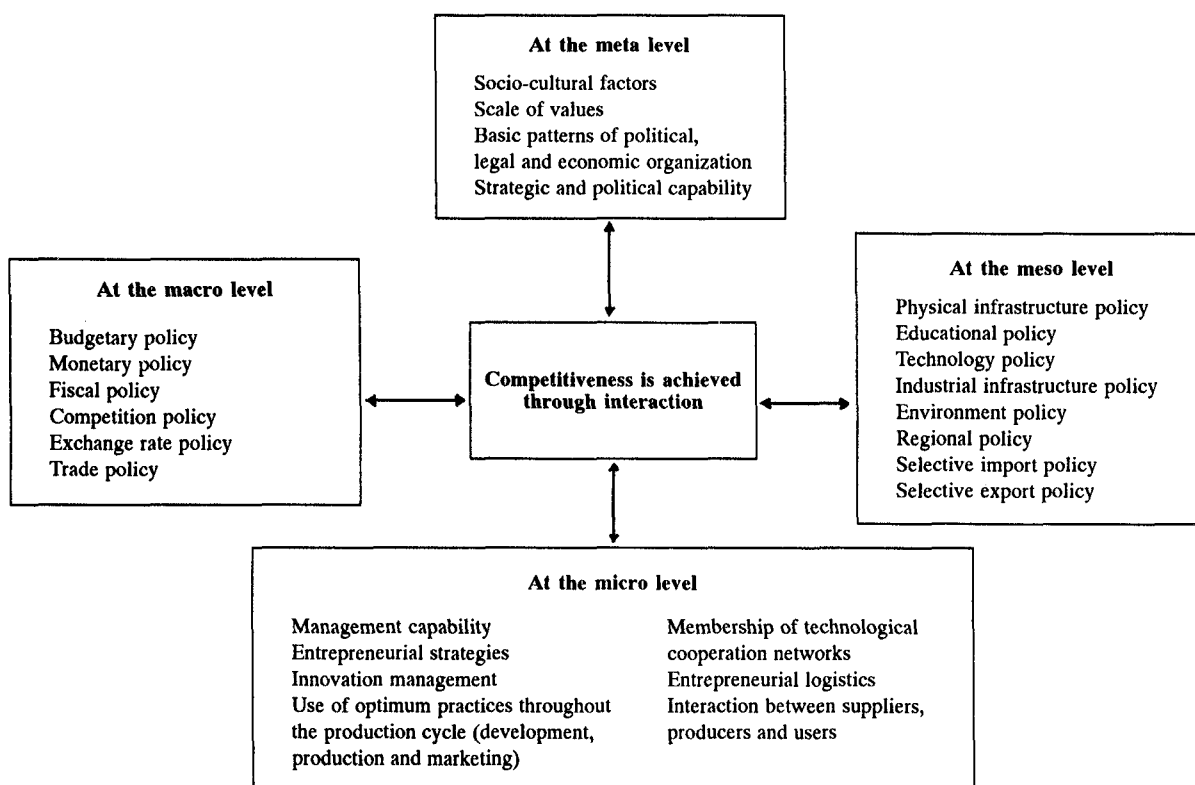 At the meta level
Socio-cultural factors
Scale of values
Basic patterns of political,
legal and economic organization
Strategic and political capability
At the macro level
Budgetary policy
Monetary policy
Fiscal policy
Competition policy
Exchange rate policy
Trade policy
Competitiveness is achieved
through interaction
At the meso level
Physical infrastructure policy
Educational policy
Technology policy
Industrial infrastructure policy
Environment policy
Regional policy
Selective import policy
Selective export policy
At the micro level
Management capability
Entrepreneurial strategies
Innovation management
Use of optimum practices throughout
the production cycle (development,
production and marketing)
Membership of technological
cooperation networks
Entrepreneurial logistics
Interaction between suppliers,
producers and users